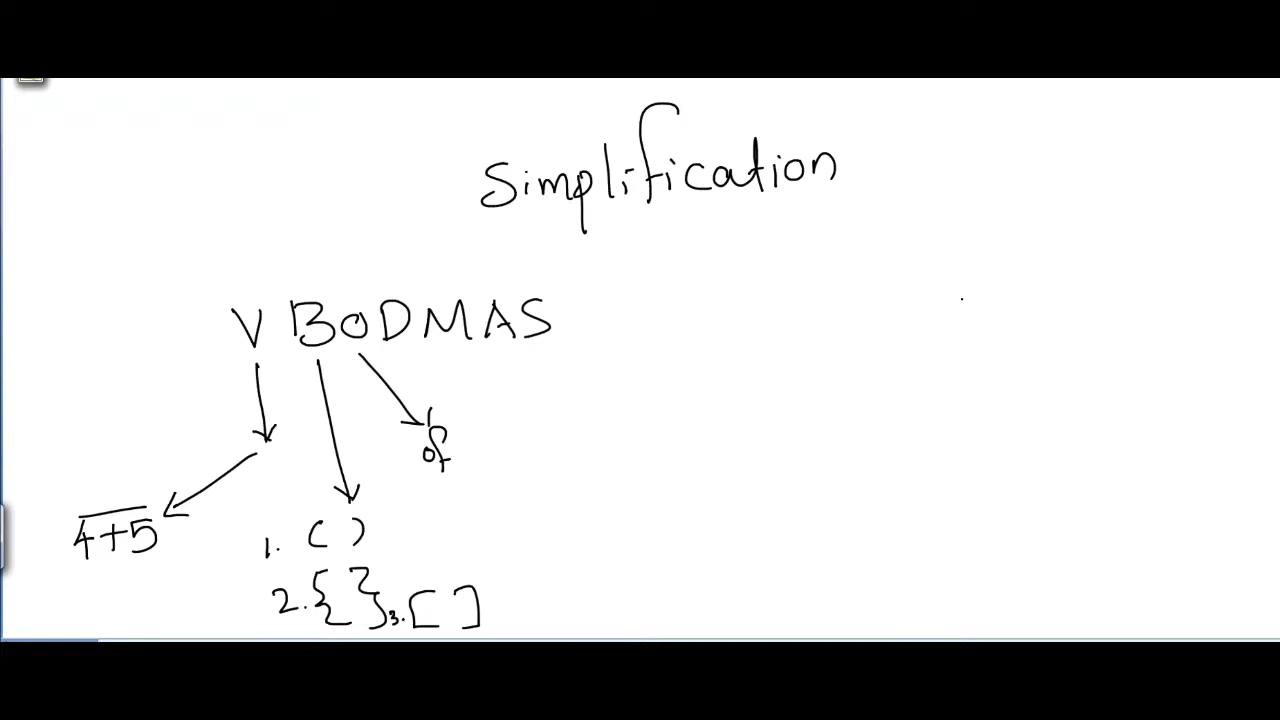 Simplification
V BODMAS
of
4+5
1. ( )
2. { } 3. [ ]